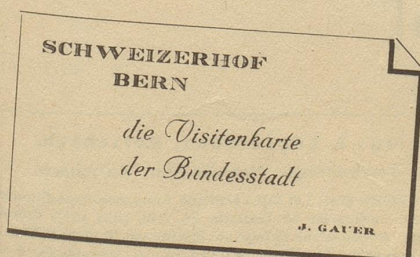 SCHWEIZERHOF
BERN
die Visitenkarte
der Bundesstadt
J. GAUER